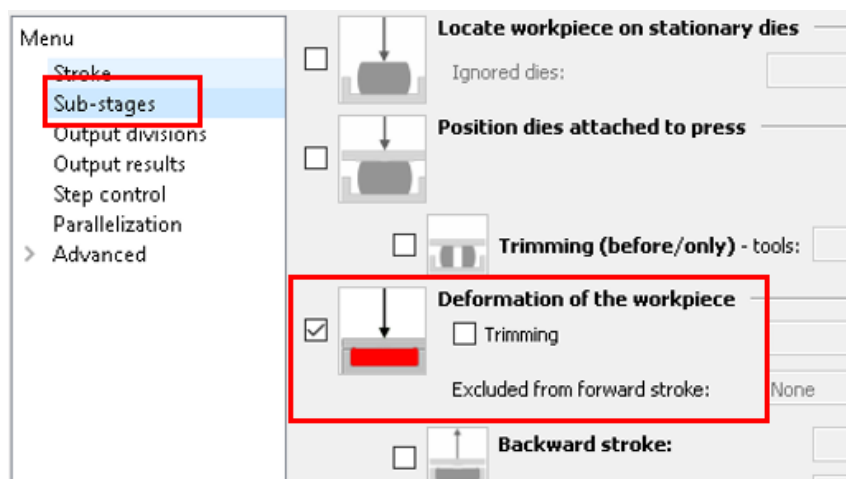 Menu
Stroke
Sub-stages
Output divisions
Output results
Step control
Parallelization
> Advanced
Locate workpiece on stationary dies
Ignored dies:
Position dies attached to press
Trimming (before/only) - tools:
Deformation of the workpiece
Trimming
Excluded from forward stroke: None
Backward stroke: